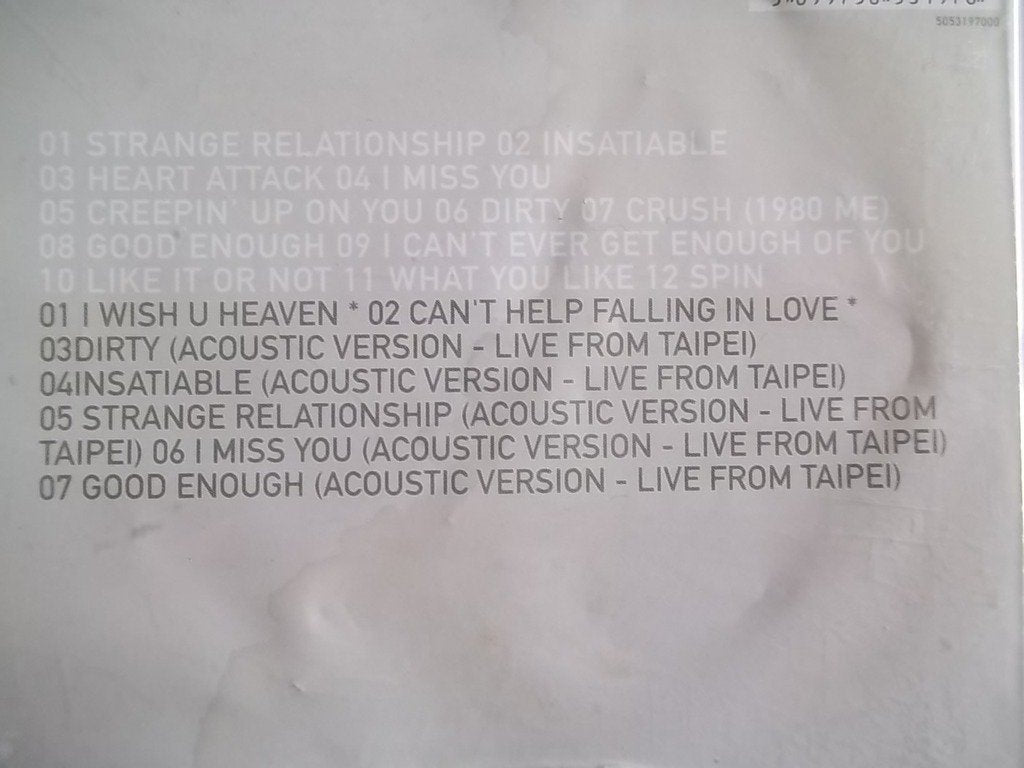 5053197000
01 STRANGE RELATIONSHIP 02 INSATIABLE
03 HEART ATTACK 04 I MISS YOU
05 CREEPIN' UP ON YOU 06 DIRTY 07 CRUSH (1980 ME)
08 GOOD ENOUGH 09 I CAN'T EVER GET ENOUGH OF YOU
10 LIKE IT OR NOT 11 WHAT YOU LIKE 12 SPIN
01 I WISH U HEAVEN * 02 CAN'T HELP FALLING IN LOVE *
03DIRTY (ACOUSTIC VERSION - LIVE FROM TAIPEI)
04INSATIABLE (ACOUSTIC VERSION - LIVE FROM TAIPEI)
05 STRANGE RELATIONSHIP (ACOUSTIC VERSION - LIVE FROM
TAIPEI) 06 I MISS YOU (ACOUSTIC VERSION - LIVE FROM TAIPEI)
07 GOOD ENOUGH (ACOUSTIC VERSION - LIVE FROM TAIPEI)